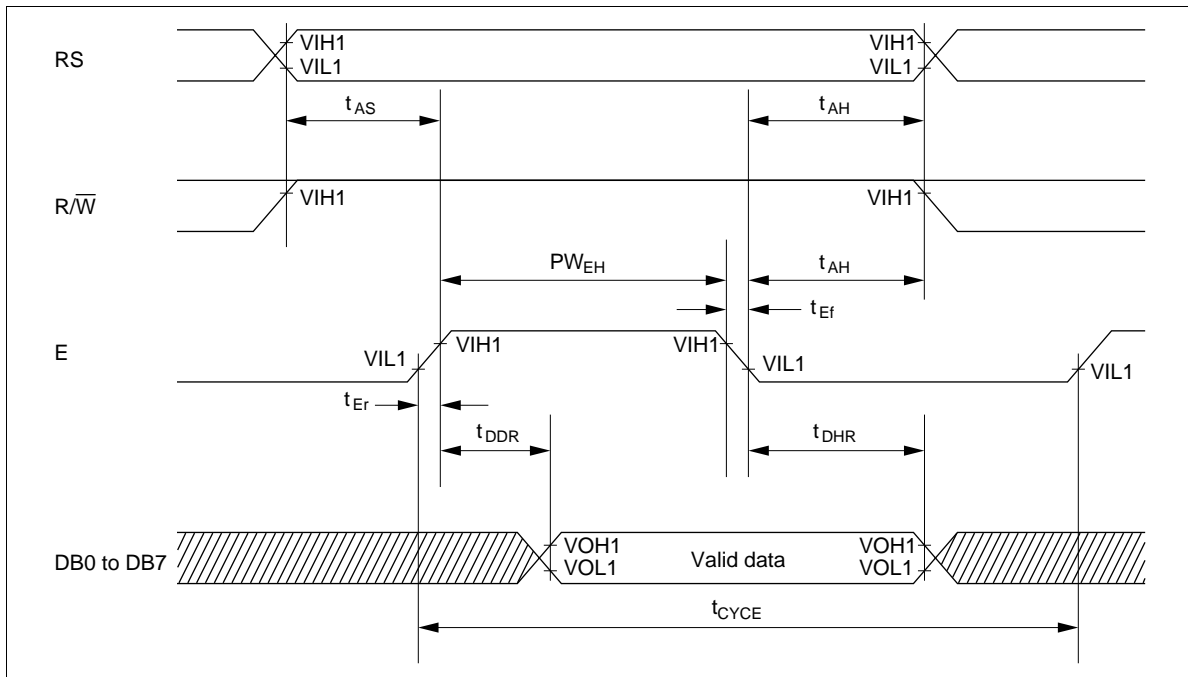 RS
VIH1
VIL1
VIH1
VIL1
tAS
tAH
R/W̅
VIH1
VIH1
PWEH
tAH
tEf
E
VIL1
VIH1
VIH1
VIL1
VIL1
tEr
tDDR
tDHR
DB0 to DB7
VOH1
VOL1
Valid data
VOH1
VOL1
tCYCE